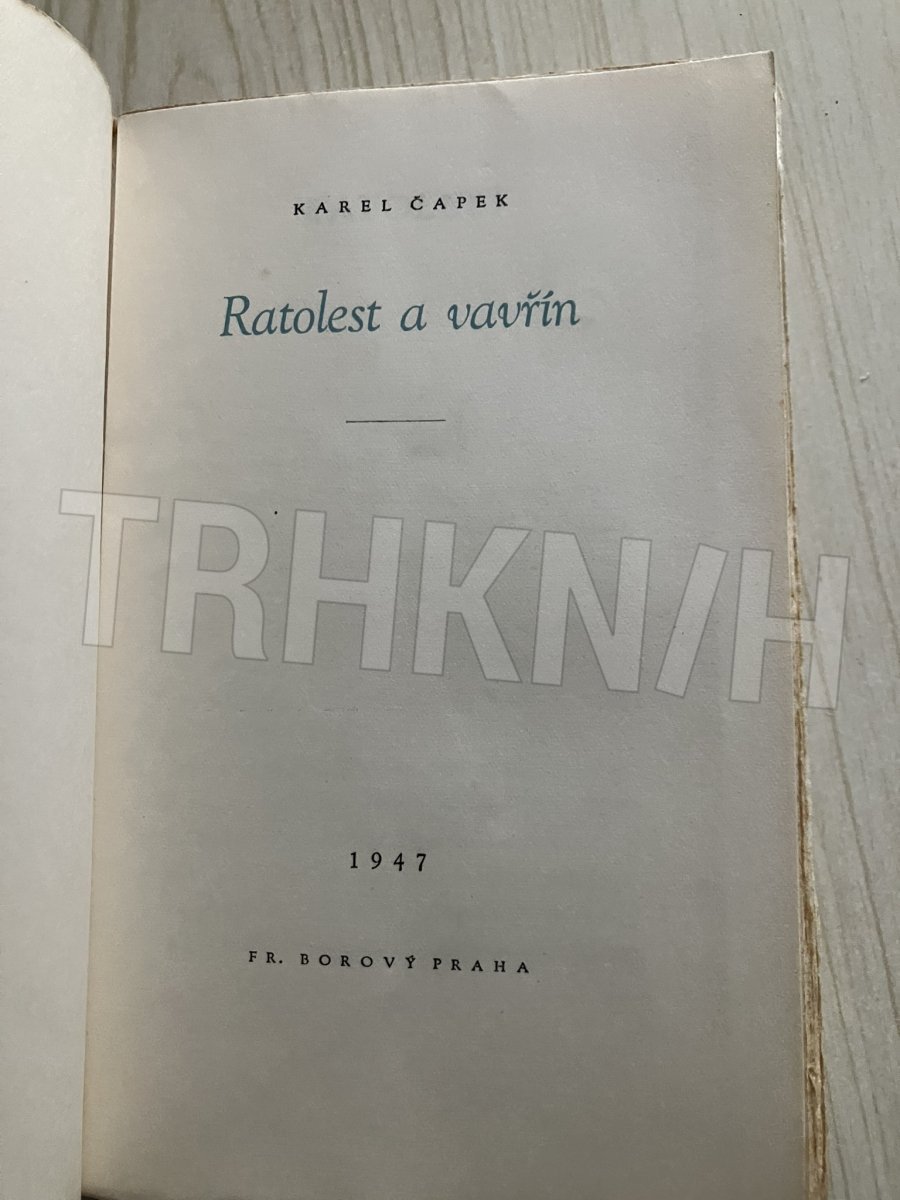 KAREL ČAPEK
Ratolest a vavřín
TRHKNIH
1947
FR. BOROVÝ PRAHA